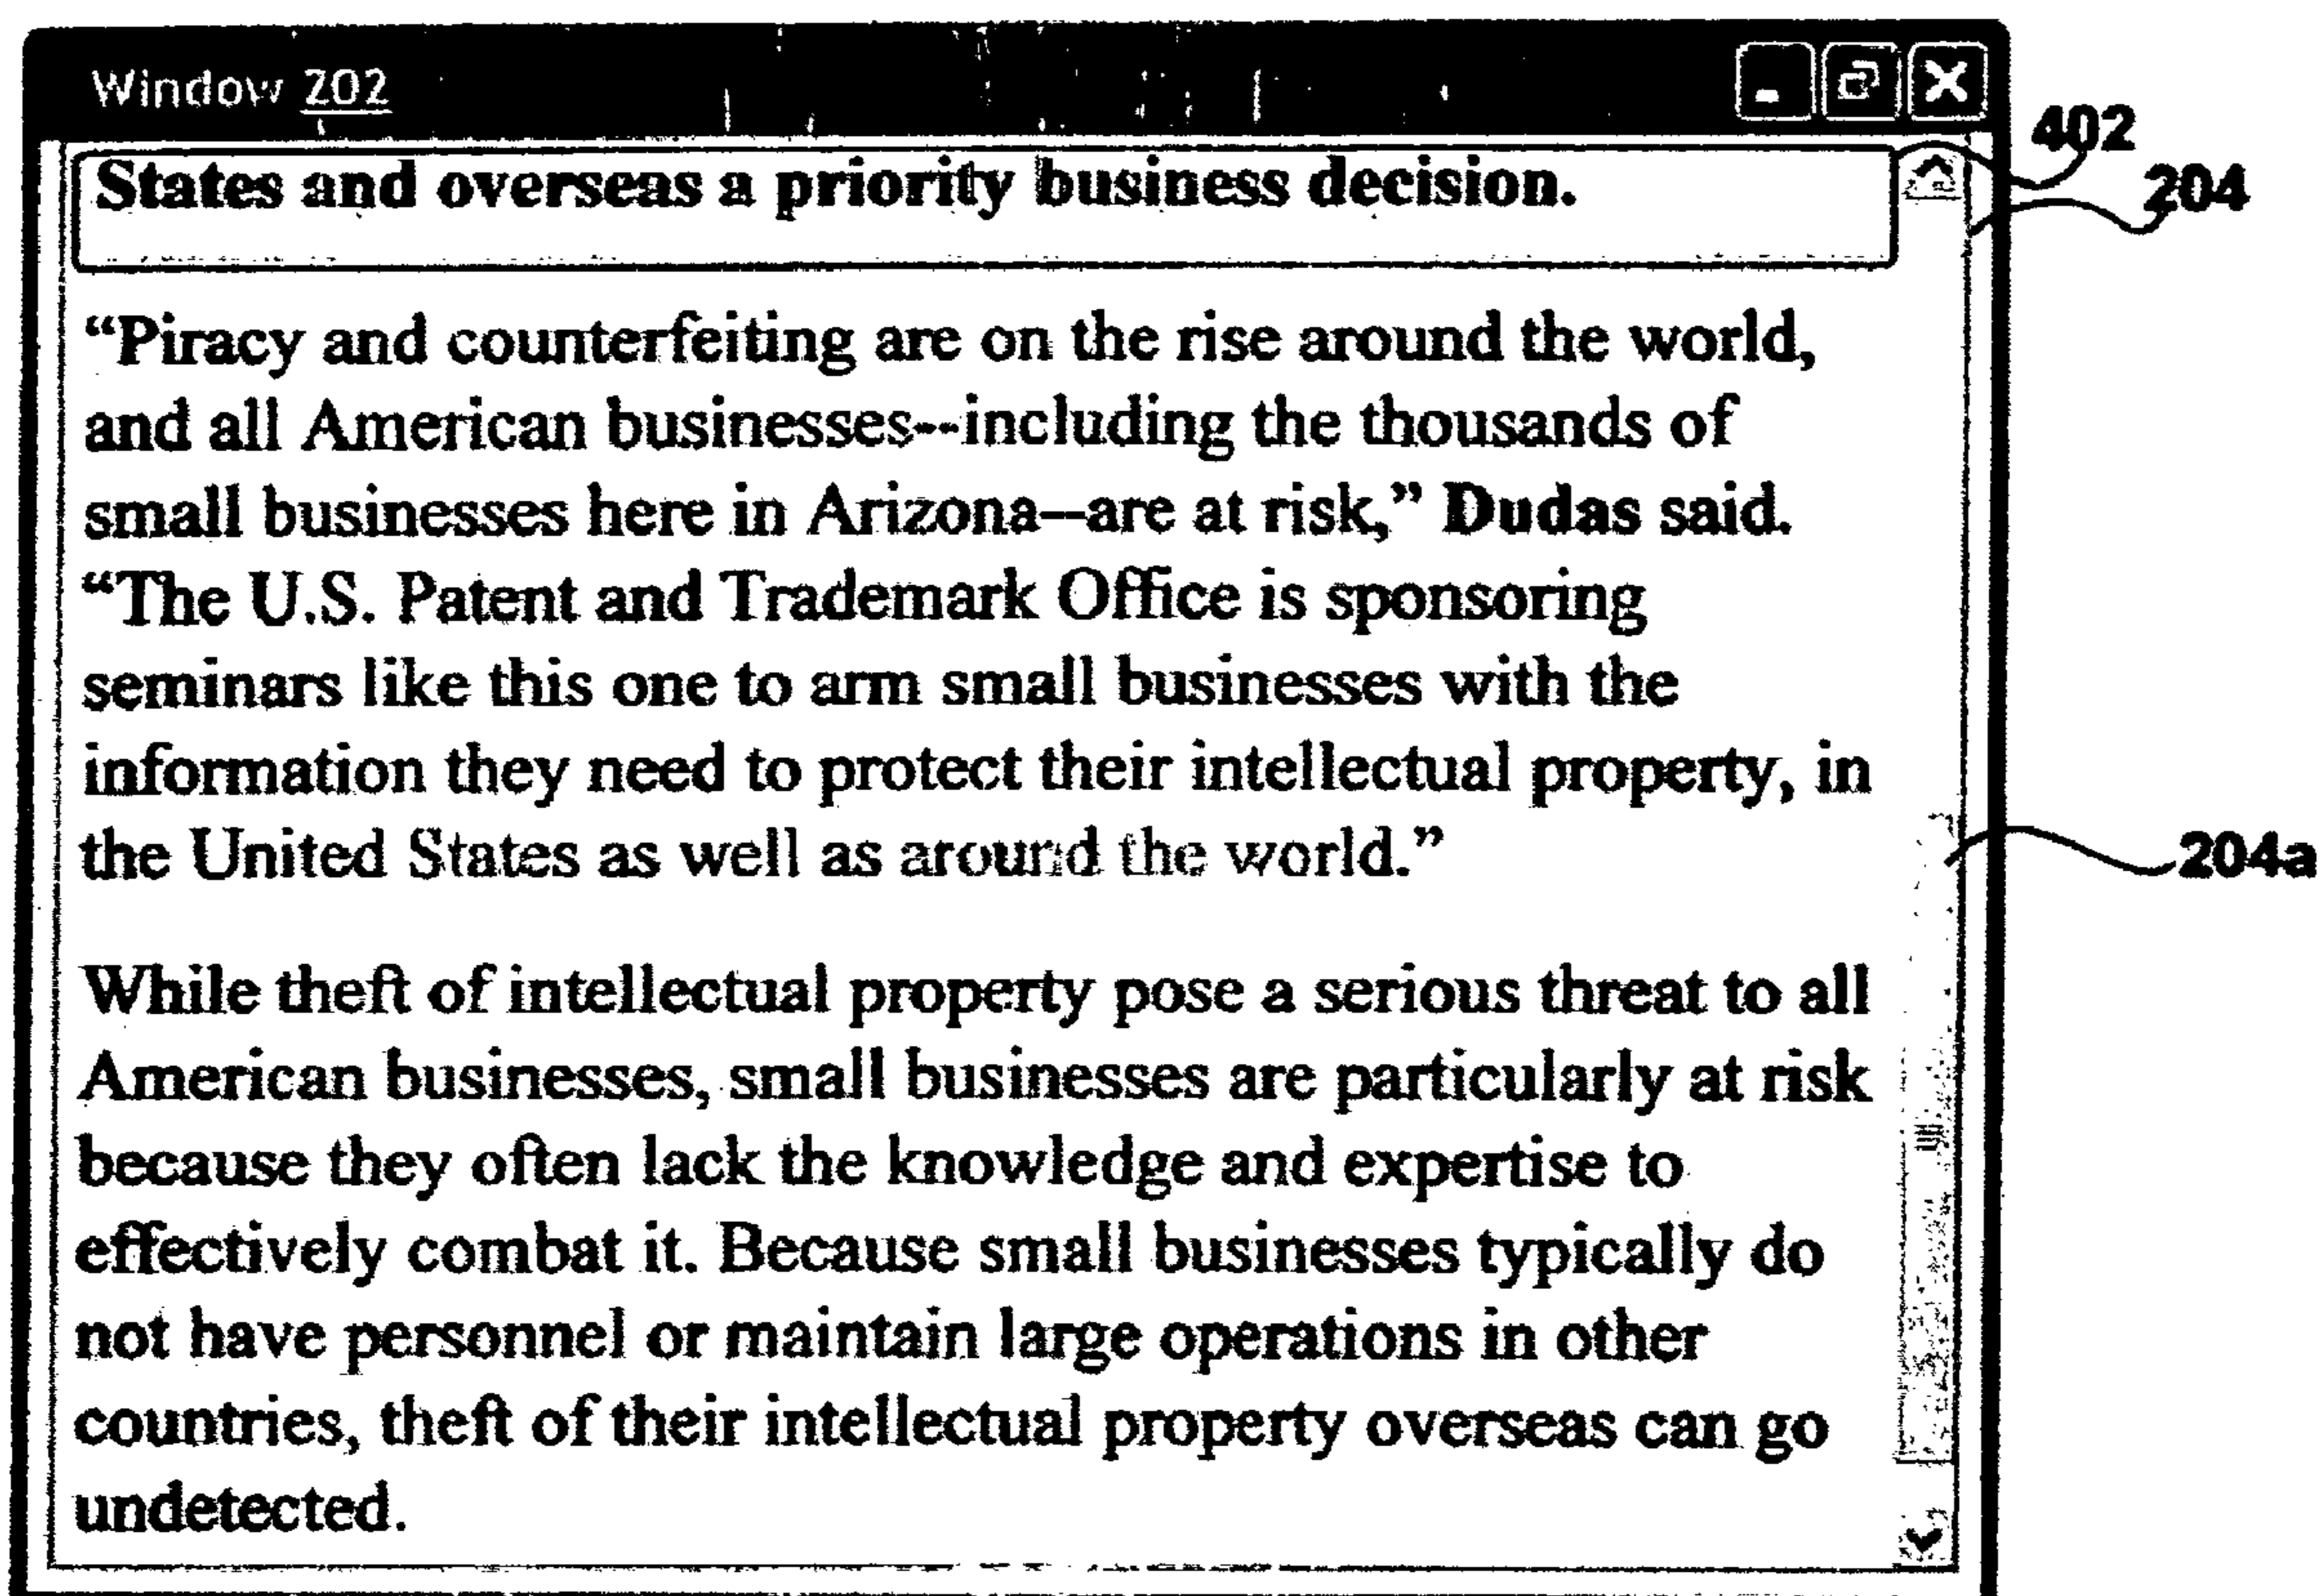 Window 202
402
States and overseas a priority business decision.
204
“Piracy and counterfeiting are on the rise around the world,
and all American businesses--including the thousands of
small businesses here in Arizona--are at risk,” Dudas said.
“The U.S. Patent and Trademark Office is sponsoring
seminars like this one to arm small businesses with the
information they need to protect their intellectual property, in
the United States as well as around the world.”
204a
While theft of intellectual property pose a serious threat to all
American businesses, small businesses are particularly at risk
because they often lack the knowledge and expertise to
effectively combat it. Because small businesses typically do
not have personnel or maintain large operations in other
countries, theft of their intellectual property overseas can go
undetected.